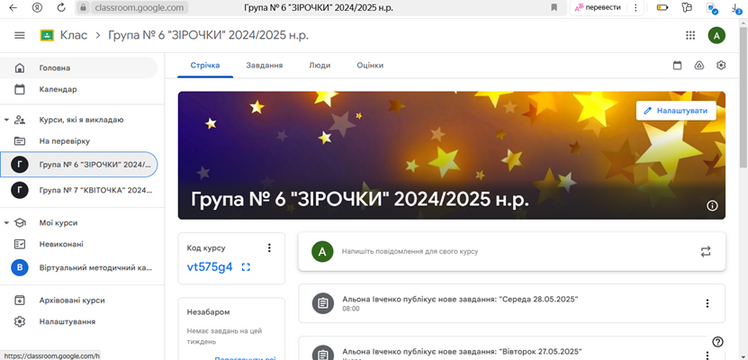 classroom.google.com
Група № 6 "ЗІРОЧКИ" 2024/2025 н.р.
перевести
Клас
Група № 6 "ЗІРОЧКИ" 2024/2025 н.р.
A
Головна
Календар
Курси, які я викладаю
На перевірку
Г Група № 6 "ЗІРОЧКИ" 2024/...
Г Група № 7 "КВІТОЧКА" 2024...
Мої курси
Невиконані
В Віртуальний методичний ка...
Архівовані курси
Налаштування
https://classroom.google.com/h
Стрічка Завдання Люди Оцінки
Налаштувати
Група № 6 "ЗІРОЧКИ" 2024/2025 н.р.
Код курсу
vt575g4
Незабаром
Немає завдань на цей
тиждень
A Напишіть повідомлення для свого курсу
Альона Івченко публікує нове завдання: "Середа 28.05.2025"
08:00
Альона Івченко публікує нове завдання: "Вівторок 27.05.2025"